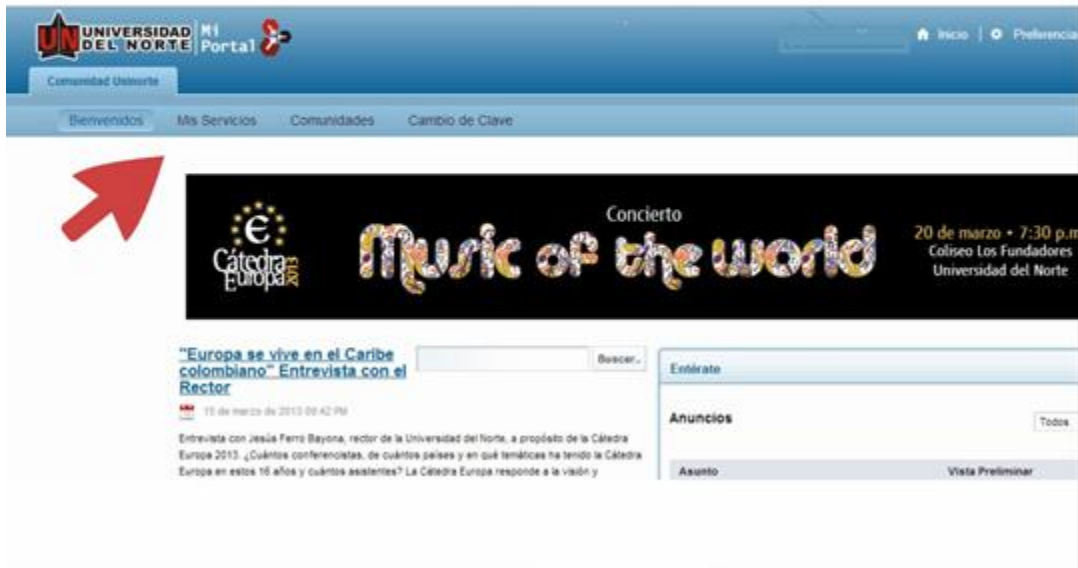 UNIVERSIDAD DEL NORTE
Mi Portal
Inicio | Preferencia
Comunidad Uninorte
Bienvenidos Mis Servicios Comunidades Cambio de Clave
Cátedra Europa 2013
Concierto
Music of the world
20 de marzo • 7:30 p.m
Coliseo Los Fundadores
Universidad del Norte
"Europa se vive en el Caribe
colombiano" Entrevista con el
Rector
Buscar..
15 de marzo de 2013 08:42 PM
Entrevista con Jesús Ferro Bayona, rector de la Universidad del Norte, a propósito de la Cátedra
Europa 2013. ¿Cuántos conferencistas, de cuántos países y en qué temáticas ha tenido la Cátedra
Europa en estos 16 años y cuántos asistentes? La Cátedra Europa responde a la visión y
Entérate
Anuncios
Todos
Asunto Vista Preliminar